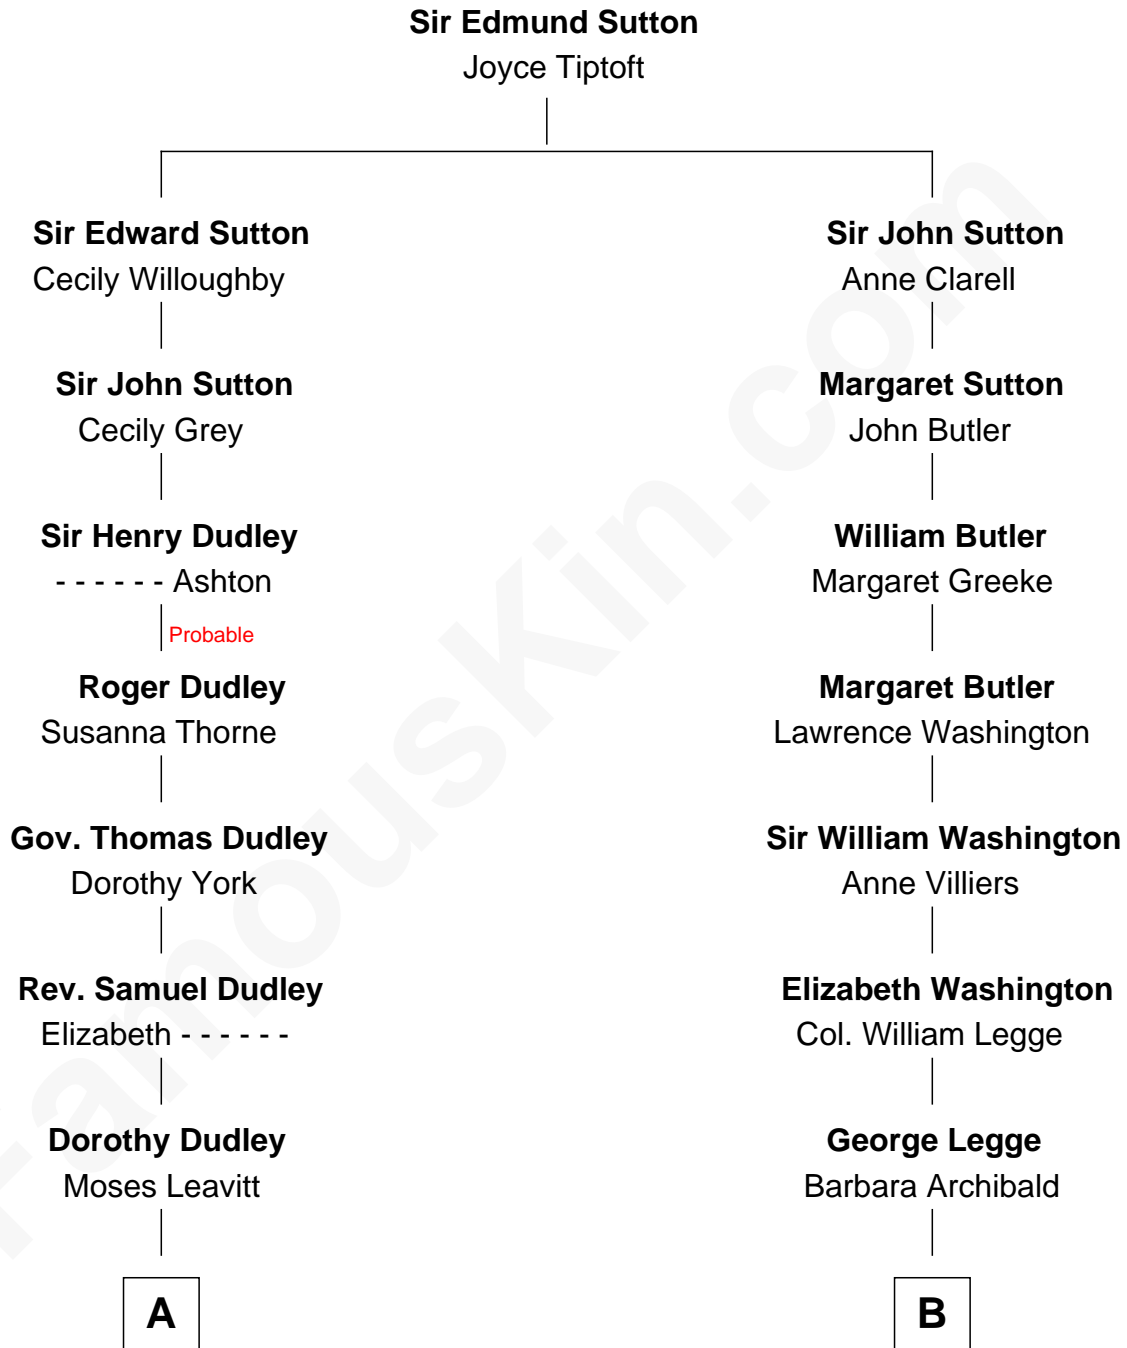 Sir Edmund Sutton
Joyce Tiptoft
Sir Edward Sutton
Cecily Willoughby
Sir John Sutton
Anne Clarell
Sir John Sutton
Cecily Grey
Margaret Sutton
John Butler
Sir Henry Dudley
- - - - - - Ashton
Probable
William Butler
Margaret Greeke
Roger Dudley
Susanna Thorne
Margaret Butler
Lawrence Washington
Gov. Thomas Dudley
Dorothy York
Sir William Washington
Anne Villiers
Rev. Samuel Dudley
Elizabeth - - - - - -
Elizabeth Washington
Col. William Legge
Dorothy Dudley
Moses Leavitt
George Legge
Barbara Archibald
A
B
FamousKin.com